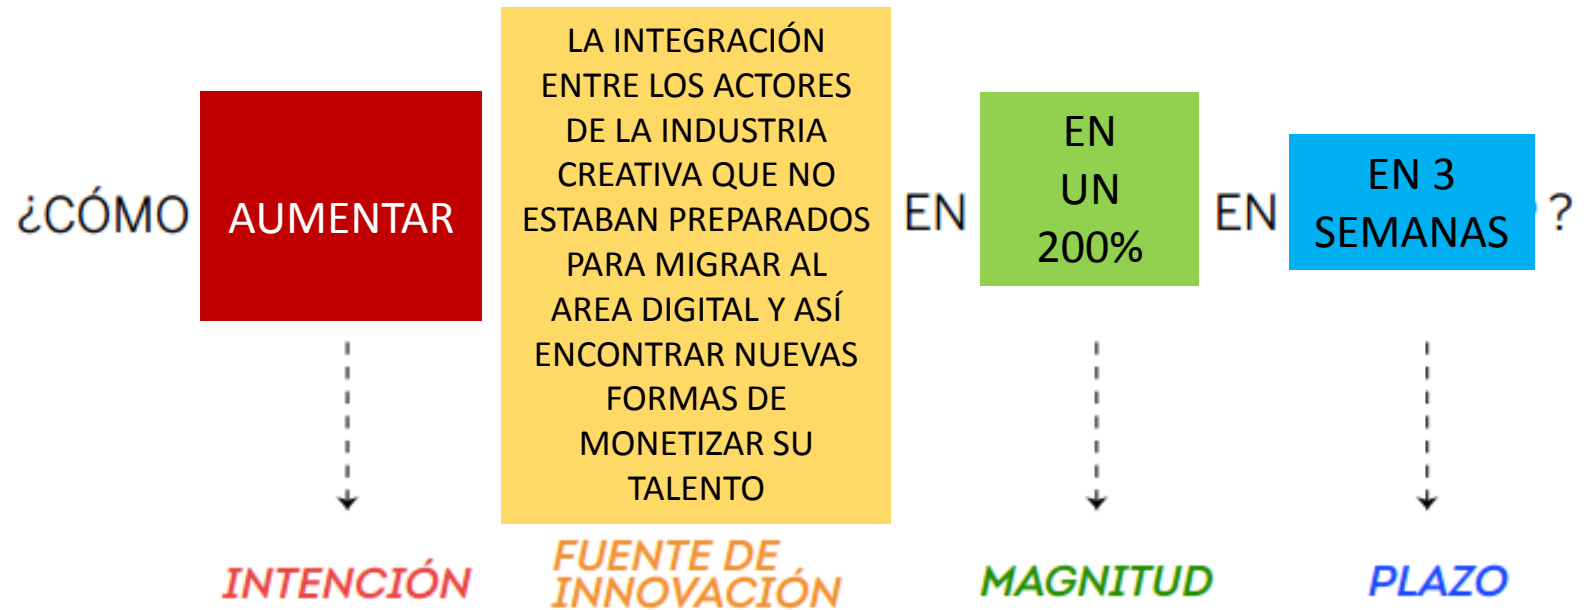 ¿CÓMO
AUMENTAR
LA INTEGRACIÓN
ENTRE LOS ACTORES
DE LA INDUSTRIA
CREATIVA QUE NO
ESTABAN PREPARADOS
PARA MIGRAR AL
AREA DIGITAL Y ASÍ
ENCONTRAR NUEVAS
FORMAS DE
MONETIZAR SU
TALENTO
EN
EN
UN
200%
EN
EN 3
SEMANAS
?
INTENCIÓN
FUENTE DE
INNOVACIÓN
MAGNITUD
PLAZO